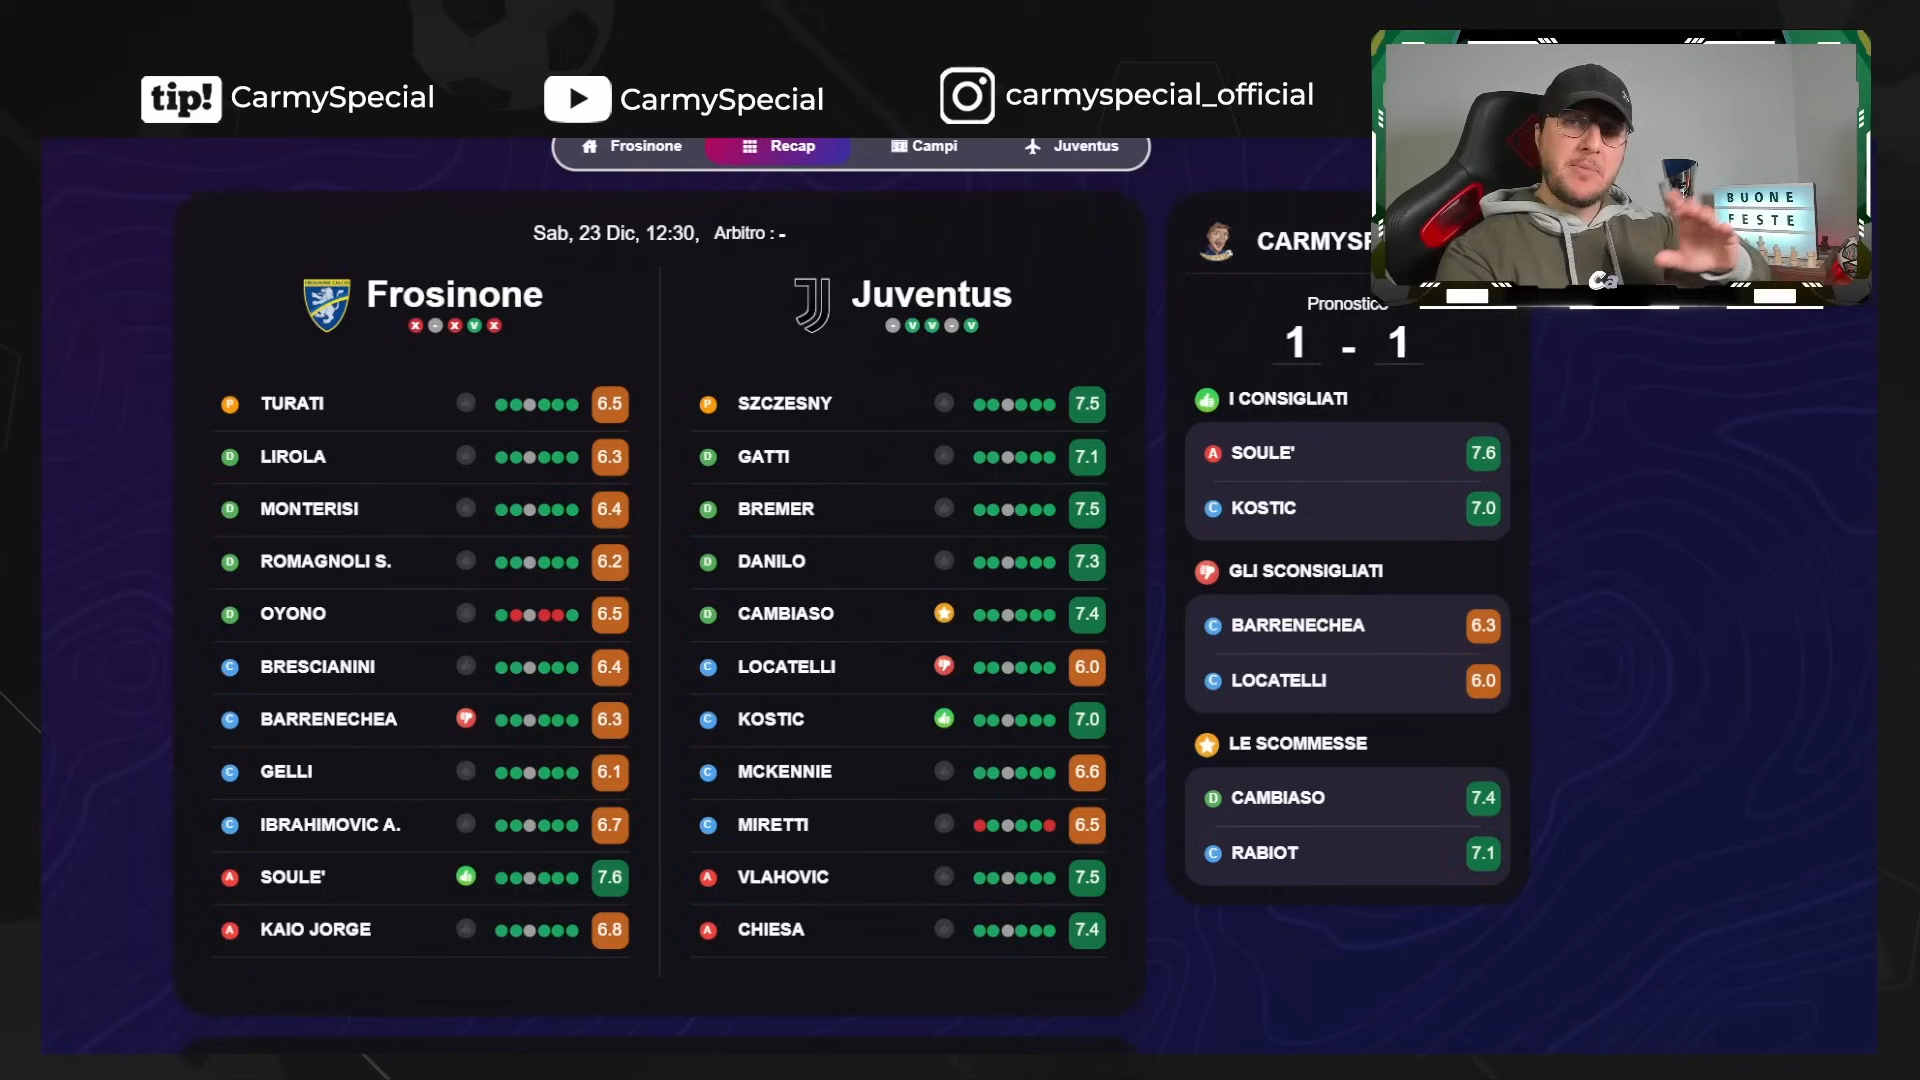 tip! CarmySpecial
CarmySpecial
carmyspecial_official
Frosinone
Recap
Campi
Juventus
BUONE
FESTE
Ca
Sab, 23 Dic, 12:30, Arbitro : -
Frosinone
X - X V X
P TURATI 6.5
D LIROLA 6.3
D MONTERISI 6.4
D ROMAGNOLI S. 6.2
D OYONO 6.5
C BRESCIANINI 6.4
C BARRENECHEA 6.3
C GELLI 6.1
C IBRAHIMOVIC A. 6.7
A SOULE' 7.6
A KAIO JORGE 6.8
Juventus
- V V - V
P SZCZESNY 7.5
D GATTI 7.1
D BREMER 7.5
D DANILO 7.3
D CAMBIASO 7.4
C LOCATELLI 6.0
C KOSTIC 7.0
C MCKENNIE 6.6
C MIRETTI 6.5
A VLAHOVIC 7.5
A CHIESA 7.4
CARMYSP
Pronostic
1 - 1
I CONSIGLIATI
A SOULE' 7.6
C KOSTIC 7.0
GLI SCONSIGLIATI
C BARRENECHEA 6.3
C LOCATELLI 6.0
LE SCOMMESSE
D CAMBIASO 7.4
C RABIOT 7.1